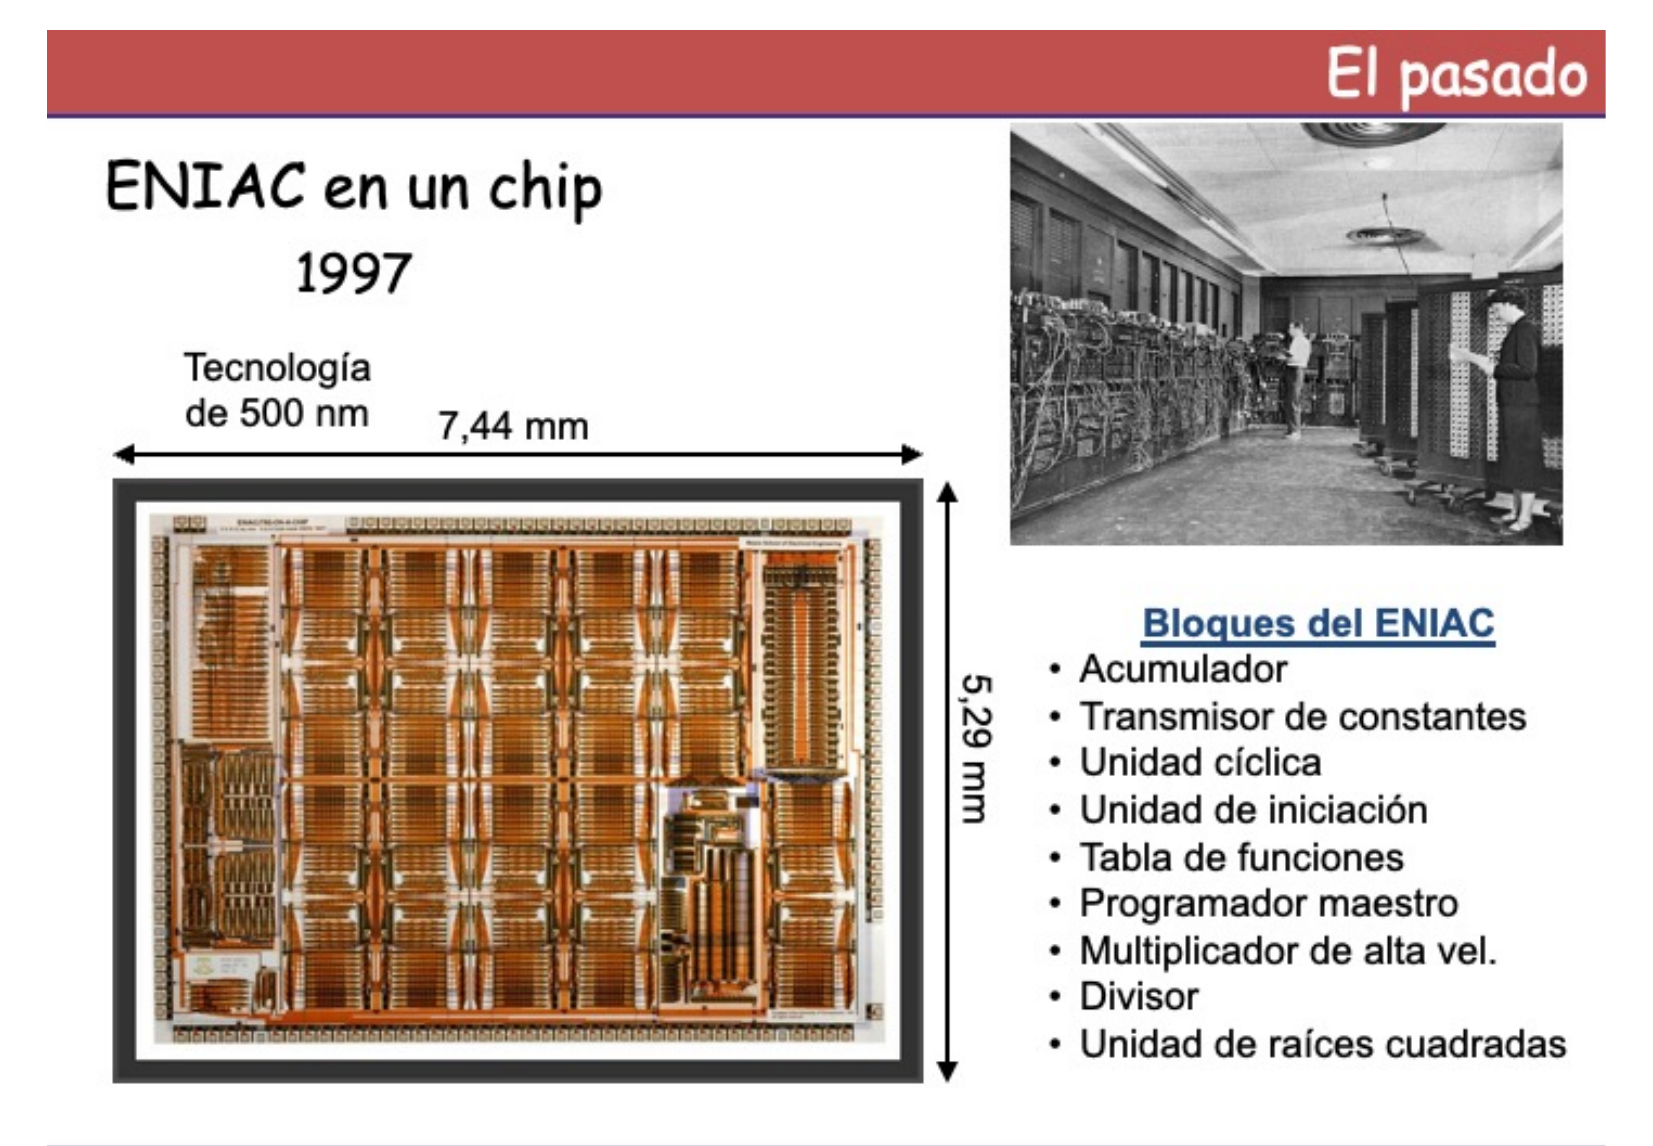 El pasado
ENIAC en un chip
1997
Tecnología
de 500 nm
7,44 mm
5,29 mm
Bloques del ENIAC
• Acumulador
• Transmisor de constantes
• Unidad cíclica
• Unidad de iniciación
• Tabla de funciones
• Programador maestro
• Multiplicador de alta vel.
• Divisor
• Unidad de raíces cuadradas